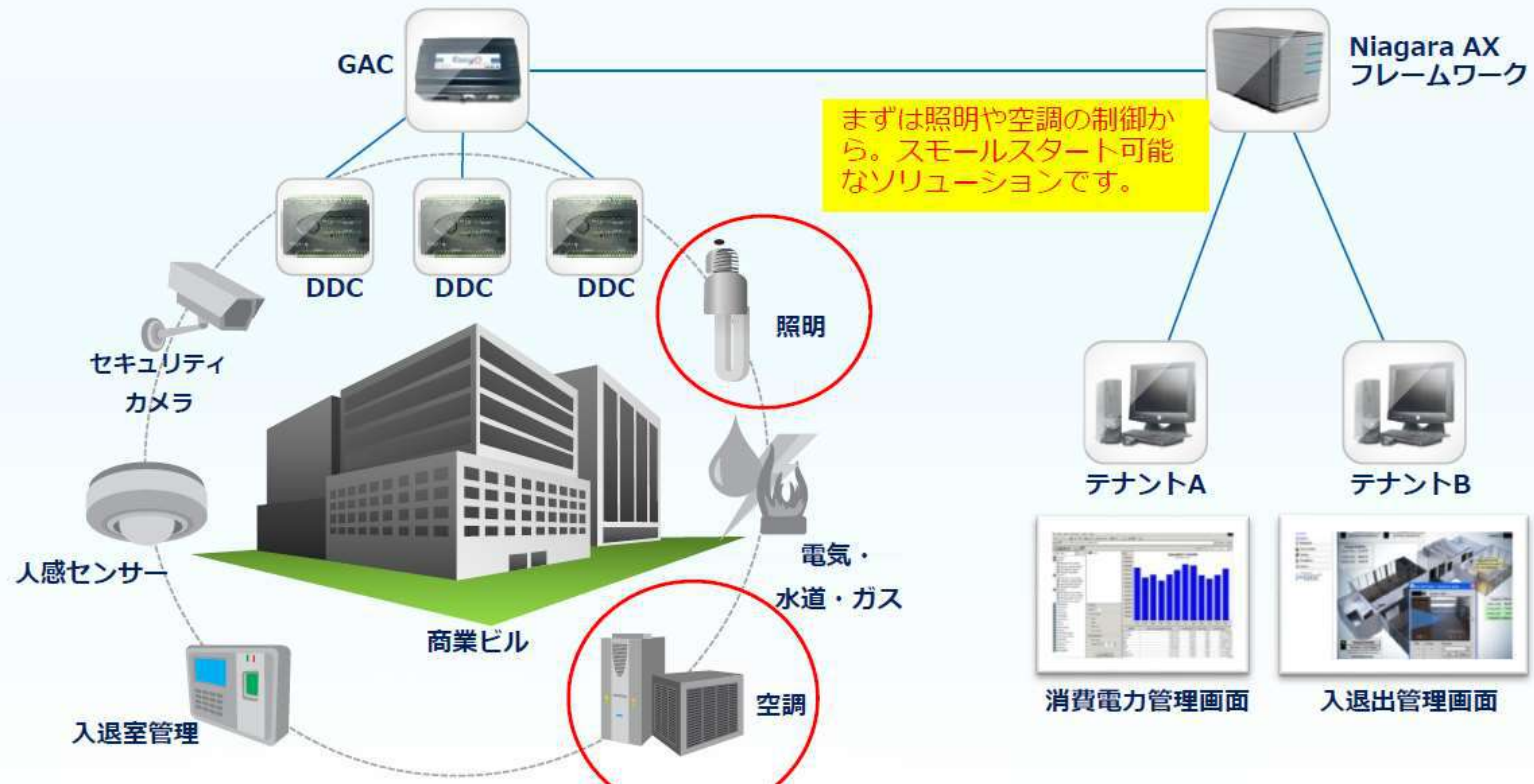 GAC
Niagara AX
フレームワーク
まずは照明や空調の制御か
ら。スモールスタート可能
なソリューションです。
DDC
DDC
DDC
照明
セキュリティ
カメラ
テナントA
テナントB
人感センサー
電気・
水道・ガス
商業ビル
入退室管理
空調
消費電力管理画面
入退出管理画面